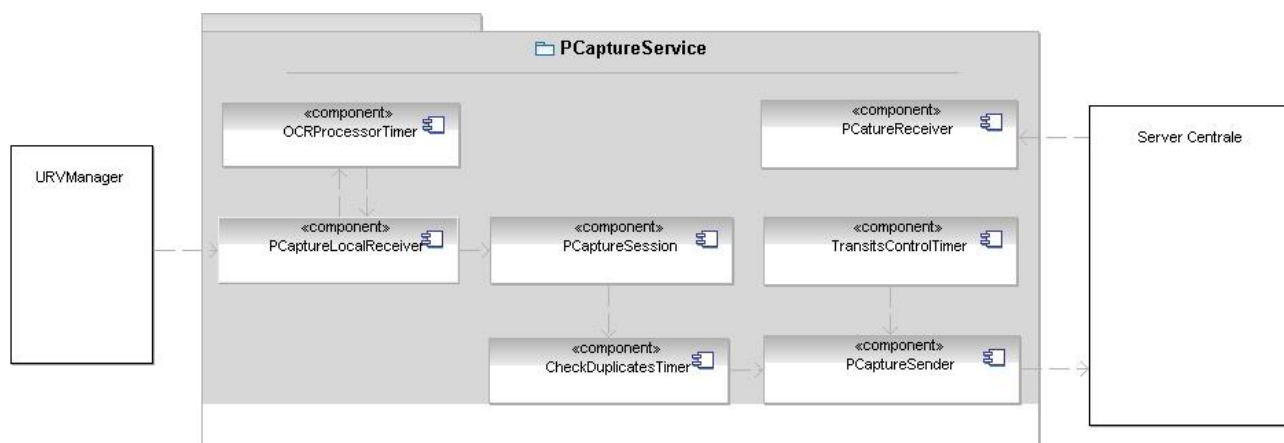 PCaptureService
«component»
OCRProcessorTimer
«component»
PCatureReceiver
Server Centrale
URVManager
«component»
PCaptureLocalReceiver
«component»
PCaptureSession
«component»
TransitsControlTimer
«component»
CheckDuplicatesTimer
«component»
PCaptureSender